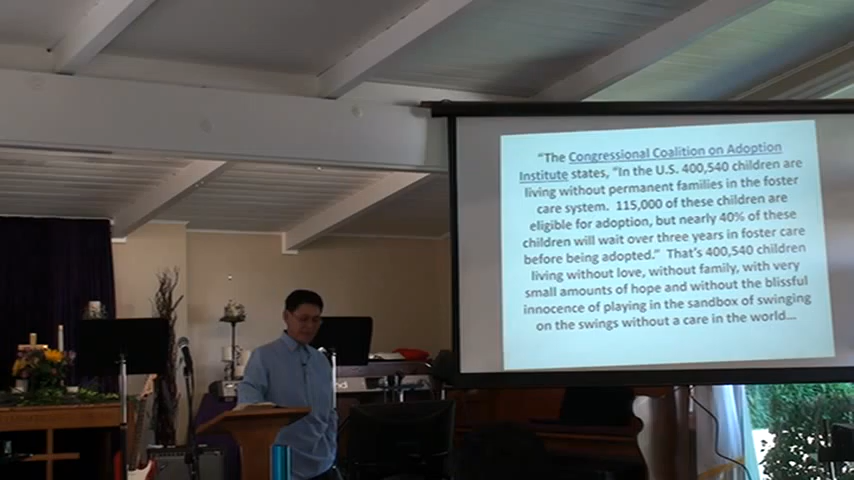 “The Congressional Coalition on Adoption
Institute states, “In the U.S. 400,540 children are
living without permanent families in the foster
care system. 115,000 of these children are
eligible for adoption, but nearly 40% of these
children will wait over three years in foster care
before being adopted.” That’s 400,540 children
living without love, without family, with very
small amounts of hope and without the blissful
innocence of playing in the sandbox of swinging
on the swings without a care in the world…